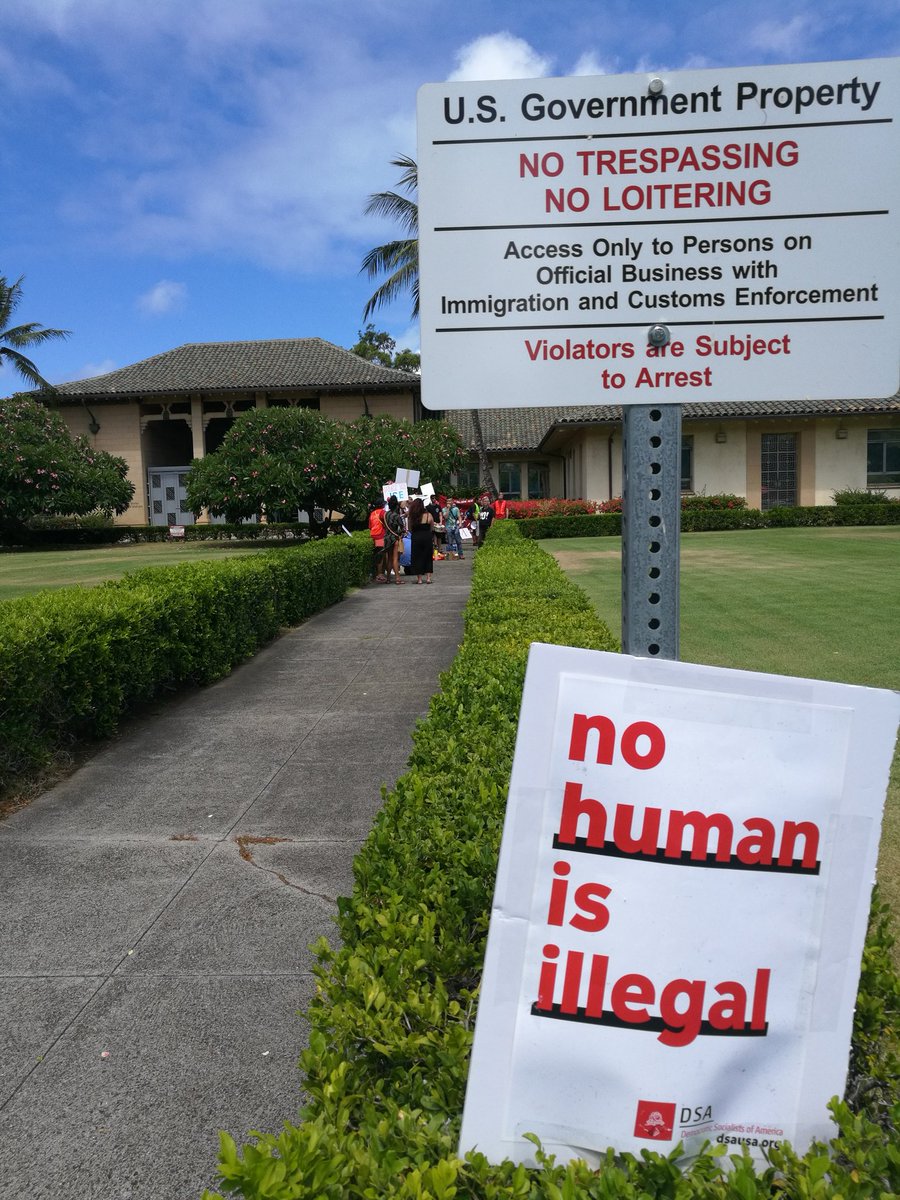 U.S. Government Property
NO TRESPASSING
NO LOITERING
Access Only to Persons on
Official Business with
Immigration and Customs Enforcement
Violators are Subject
to Arrest
no
human
is
illegal
DSA
Democratic Socialists of America
dsausa.org